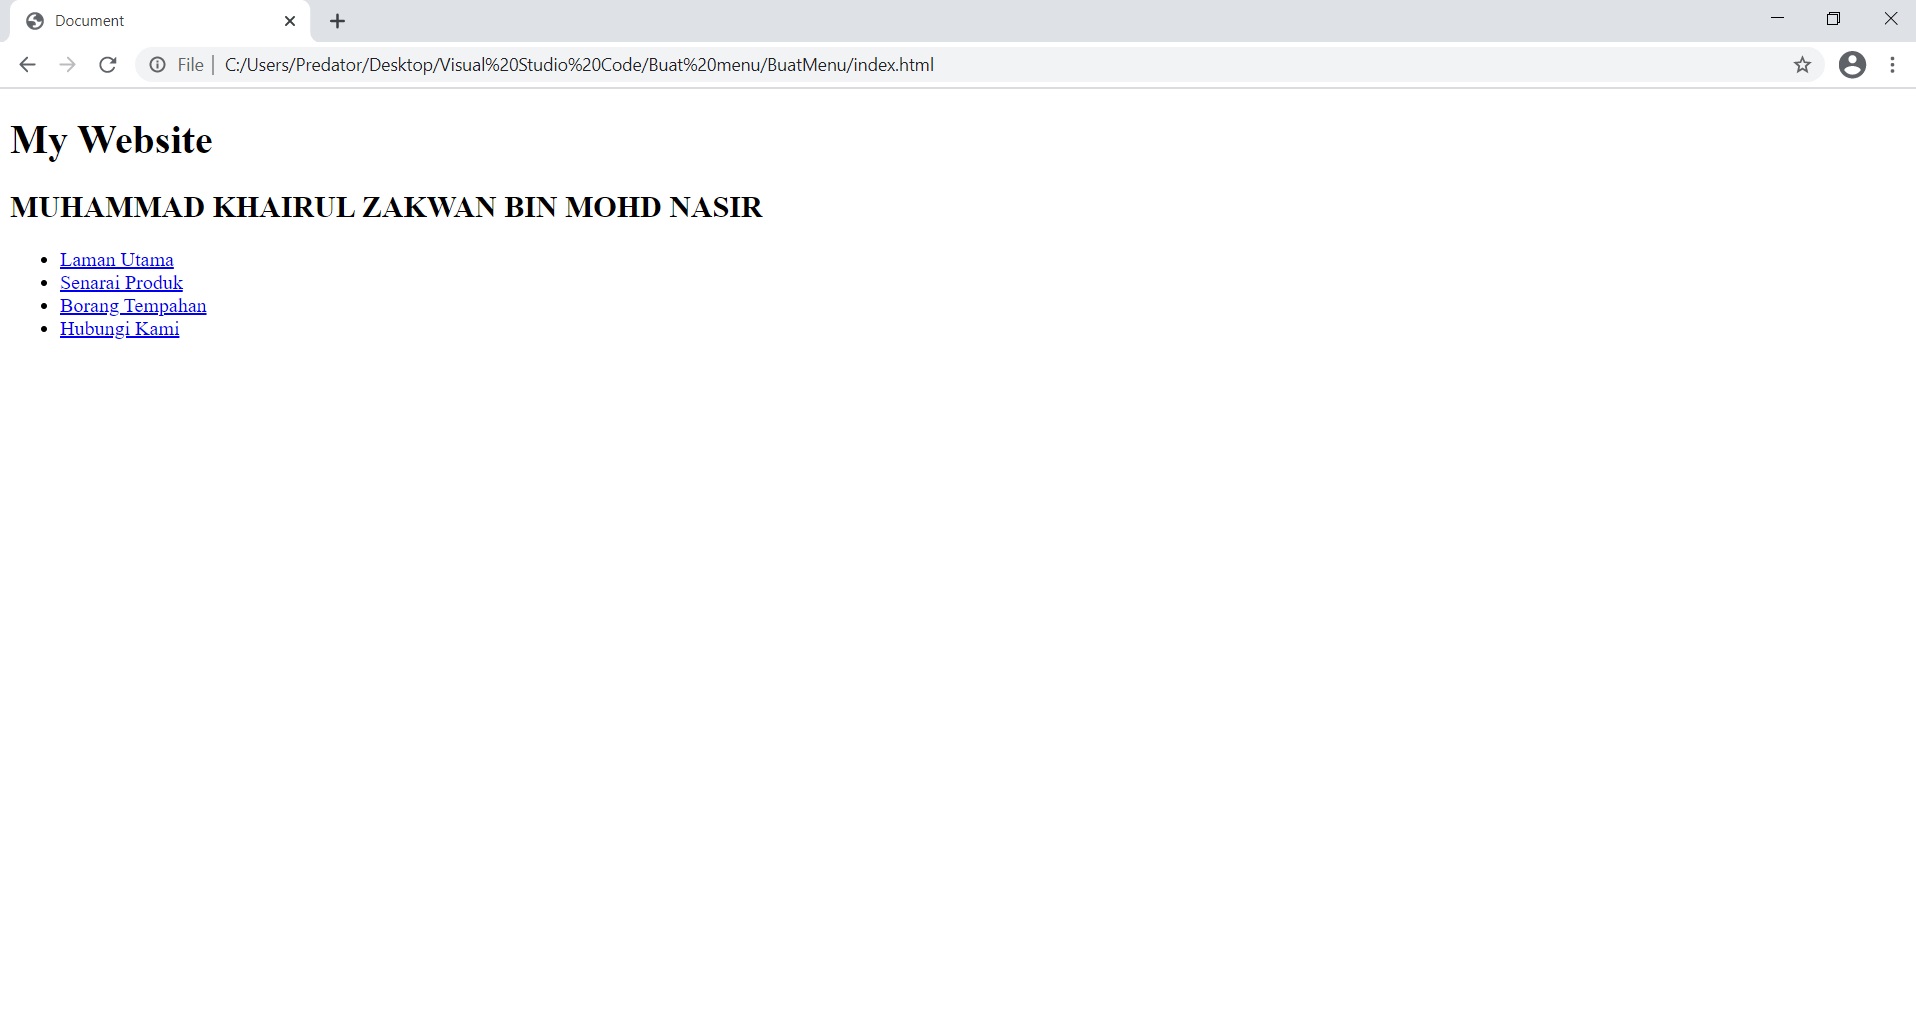 Document
File | C:/Users/Predator/Desktop/Visual%20Studio%20Code/Buat%20menu/BuatMenu/index.html
My Website
MUHAMMAD KHAIRUL ZAKWAN BIN MOHD NASIR
Laman Utama
Senarai Produk
Borang Tempahan
Hubungi Kami